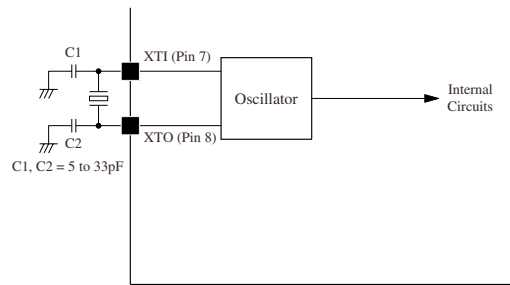 C1
XTI (Pin 7)
Oscillator
Internal
Circuits
XTO (Pin 8)
C2
C1, C2 = 5 to 33pF